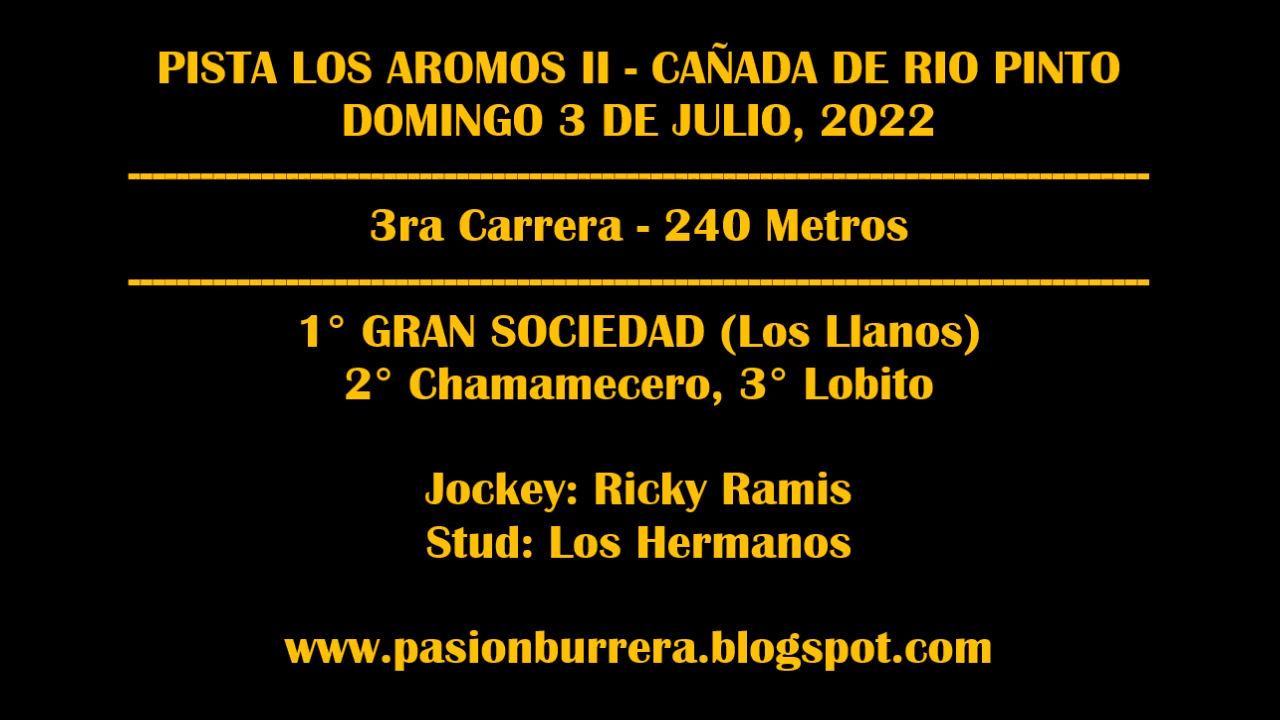 PISTA LOS AROMOS II - CAÑADA DE RIO PINTO
DOMINGO 3 DE JULIO, 2022
3ra Carrera - 240 Metros
1° GRAN SOCIEDAD (Los Llanos)
2° Chamamecero, 3° Lobito
Jockey: Ricky Ramis
Stud: Los Hermanos
www.pasionburrera.blogspot.com